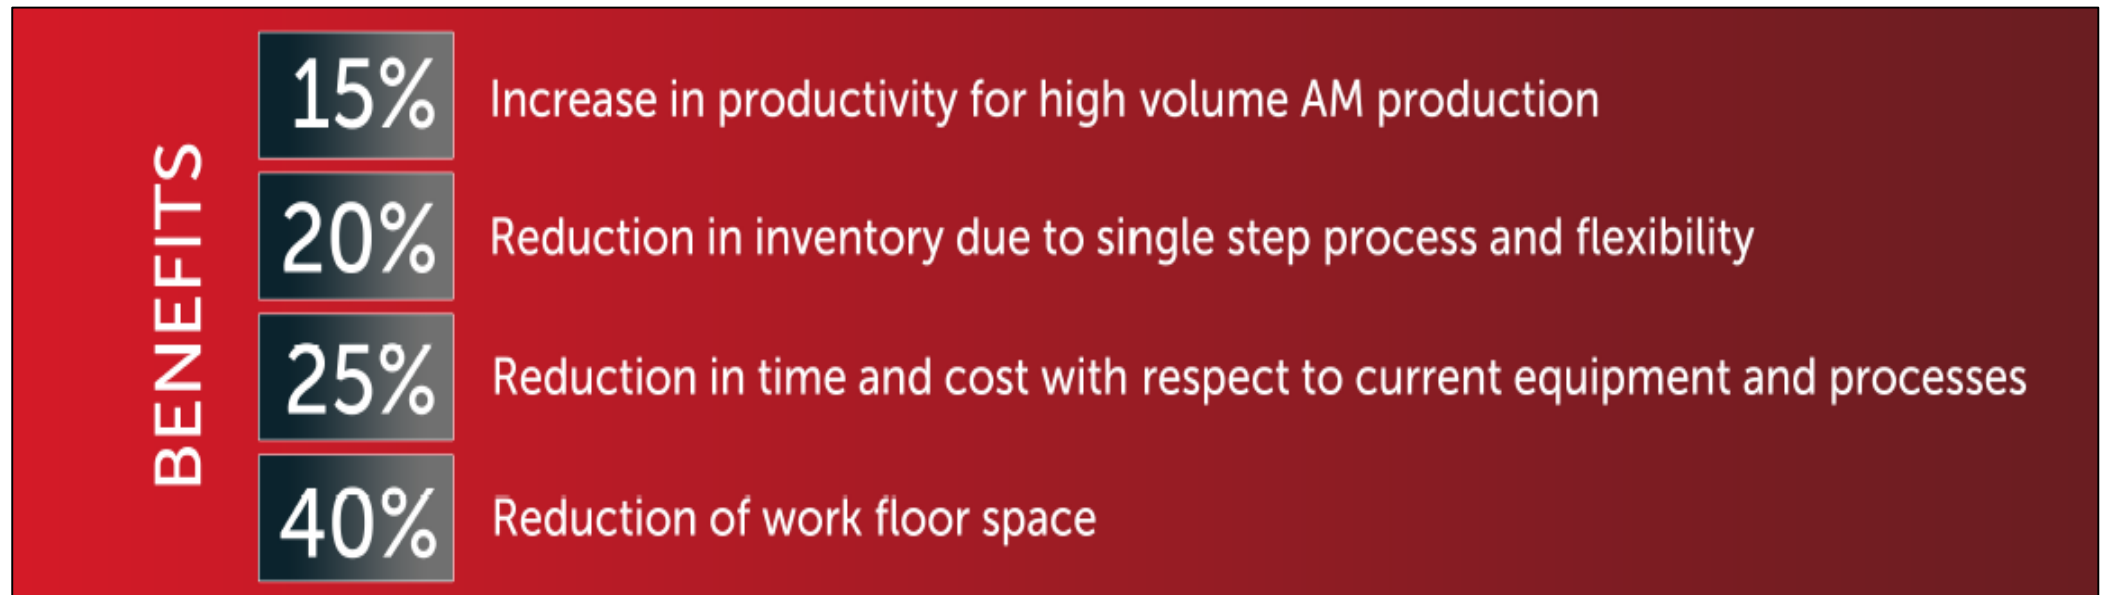 BENEFITS
15% Increase in productivity for high volume AM production
20% Reduction in inventory due to single step process and flexibility
25% Reduction in time and cost with respect to current equipment and processes
40% Reduction of work floor space